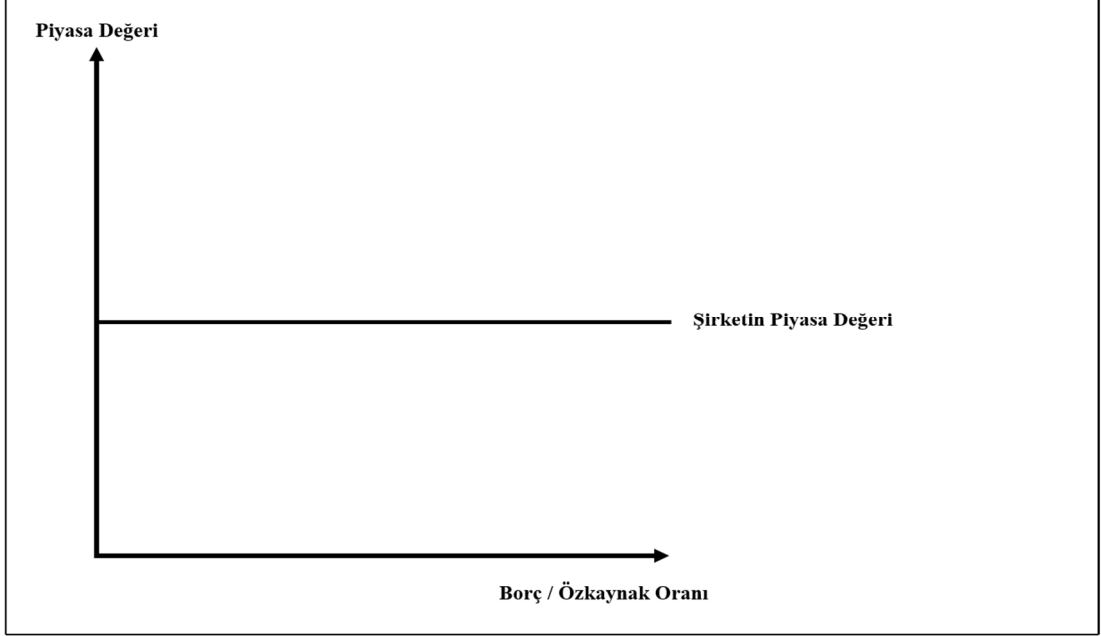 Piyasa Değeri
Şirketin Piyasa Değeri
Borç / Özkaynak Oranı